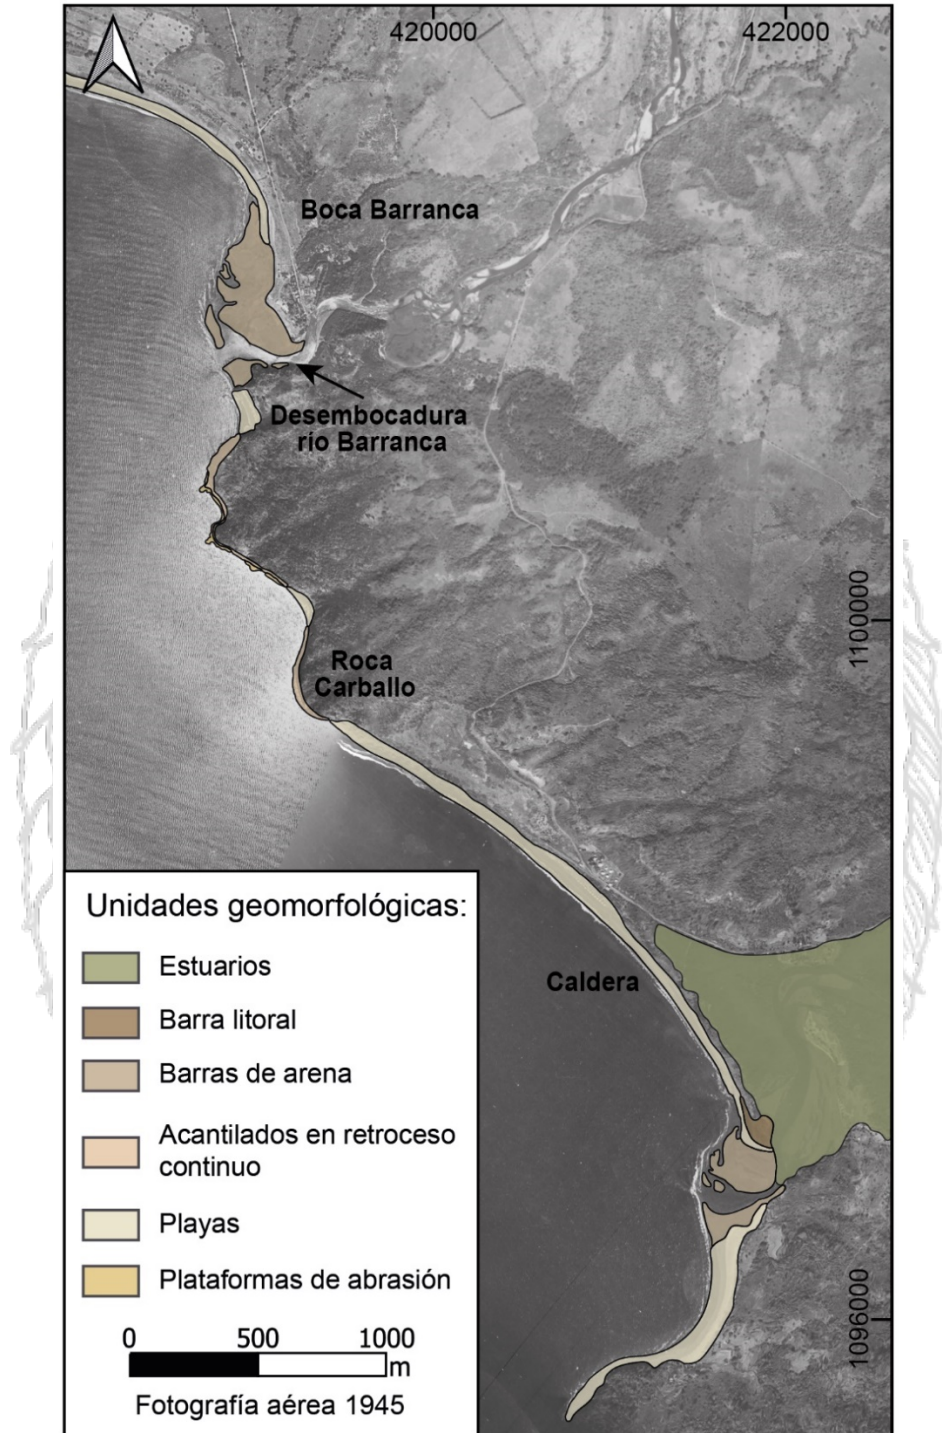 420000
422000
Boca Barranca
Desembocadura
río Barranca
1100000
Roca
Carballo
Caldera
1096000
Unidades geomorfológicas:
Estuarios
Barra litoral
Barras de arena
Acantilados en retroceso
continuo
Playas
Plataformas de abrasión
0 500 1000
m
Fotografía aérea 1945